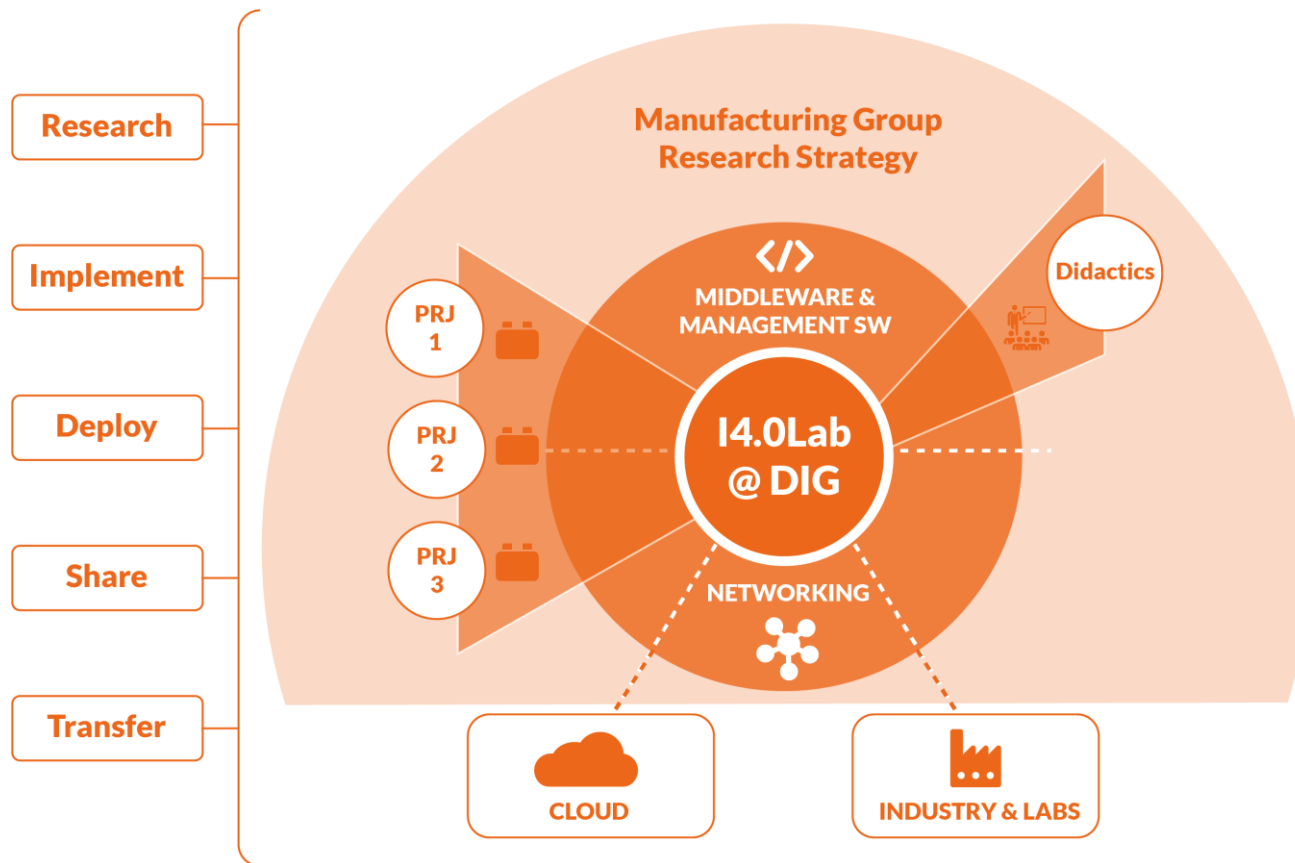 Research
Implement
Deploy
Share
Transfer
Manufacturing Group
Research Strategy
</>
MIDDLEWARE &
MANAGEMENT SW
PRJ
1
PRJ
2
PRJ
3
Didactics
I4.0Lab
@ DIG
NETWORKING
CLOUD
INDUSTRY & LABS